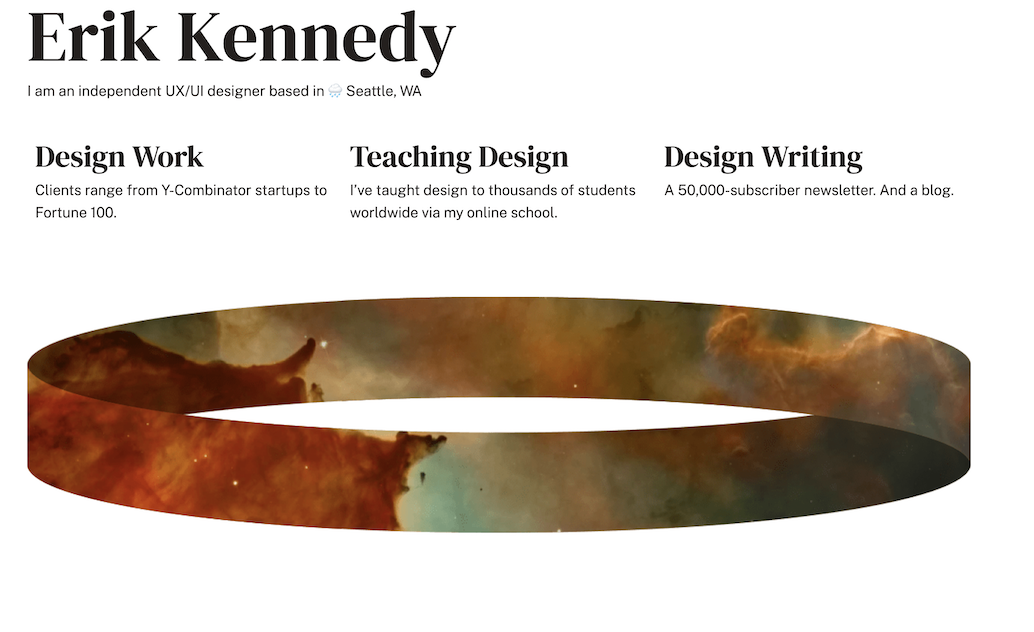 Erik Kennedy
I am an independent UX/UI designer based in 🌧 Seattle, WA
Design Work
Clients range from Y-Combinator startups to
Fortune 100.
Teaching Design
I’ve taught design to thousands of students
worldwide via my online school.
Design Writing
A 50,000-subscriber newsletter. And a blog.